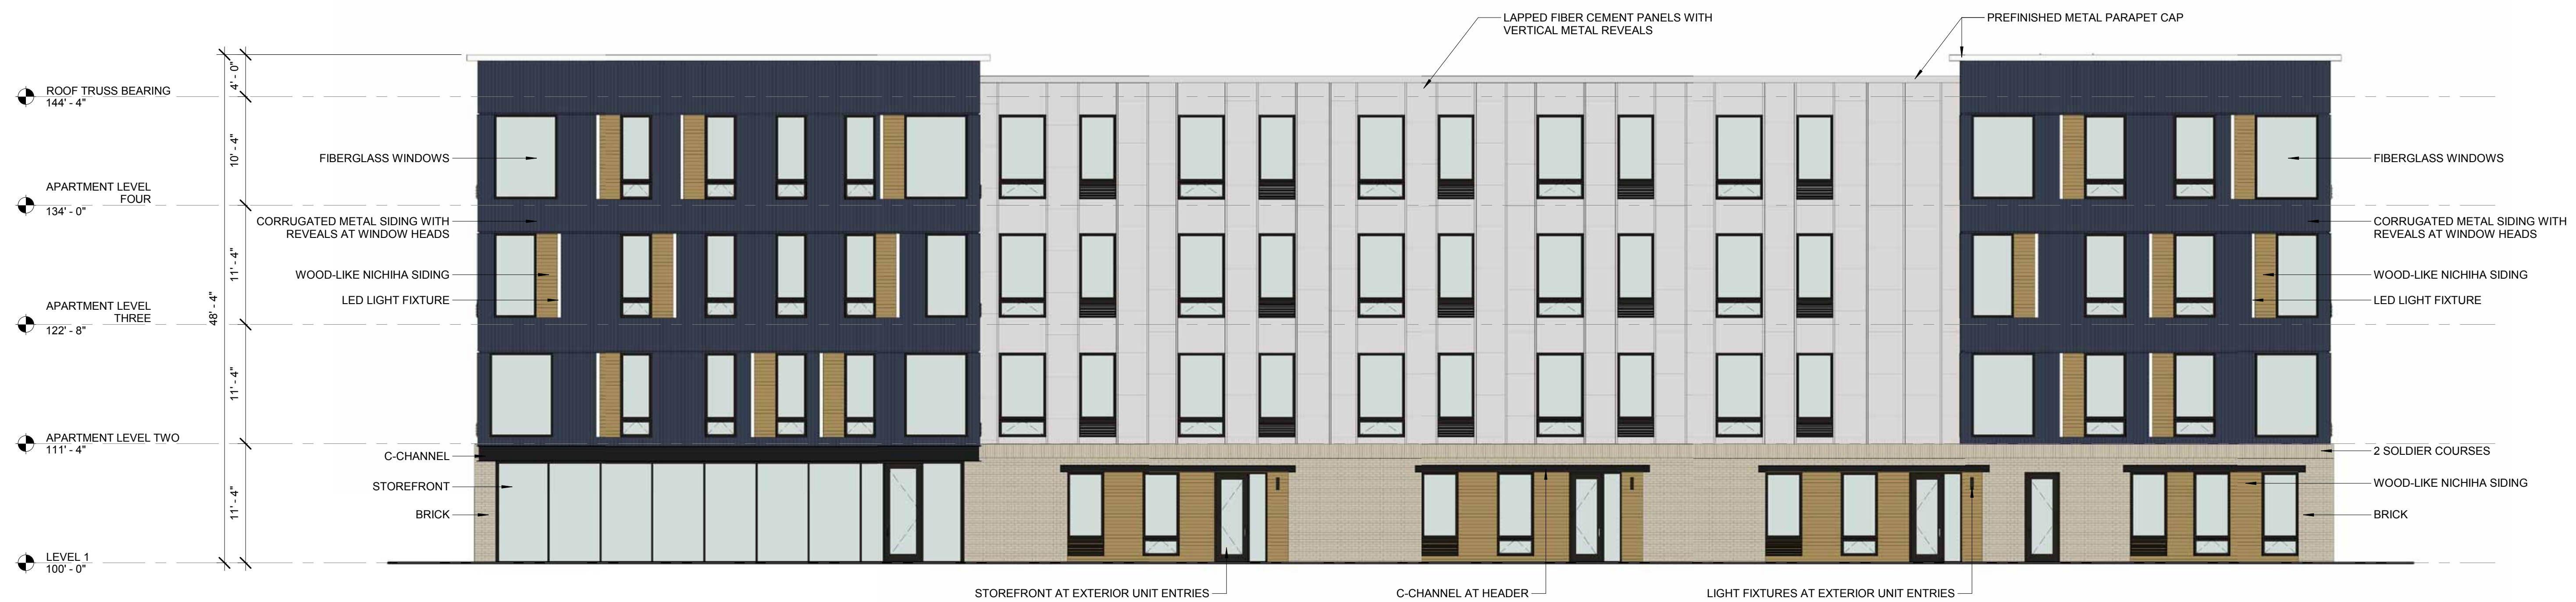 LAPPED FIBER CEMENT PANELS WITH
VERTICAL METAL REVEALS
PREFINISHED METAL PARAPET CAP
4' - 0"
ROOF TRUSS BEARING
144' - 4"
10' - 4"
FIBERGLASS WINDOWS
FIBERGLASS WINDOWS
APARTMENT LEVEL
FOUR
134' - 0"
CORRUGATED METAL SIDING WITH
REVEALS AT WINDOW HEADS
CORRUGATED METAL SIDING WITH
REVEALS AT WINDOW HEADS
11' - 4"
WOOD-LIKE NICHIHA SIDING
WOOD-LIKE NICHIHA SIDING
LED LIGHT FIXTURE
LED LIGHT FIXTURE
APARTMENT LEVEL
THREE
122' - 8"
48' - 4"
11' - 4"
APARTMENT LEVEL TWO
111' - 4"
C-CHANNEL
2 SOLDIER COURSES
STOREFRONT
WOOD-LIKE NICHIHA SIDING
11' - 4"
BRICK
BRICK
LEVEL 1
100' - 0"
STOREFRONT AT EXTERIOR UNIT ENTRIES
C-CHANNEL AT HEADER
LIGHT FIXTURES AT EXTERIOR UNIT ENTRIES